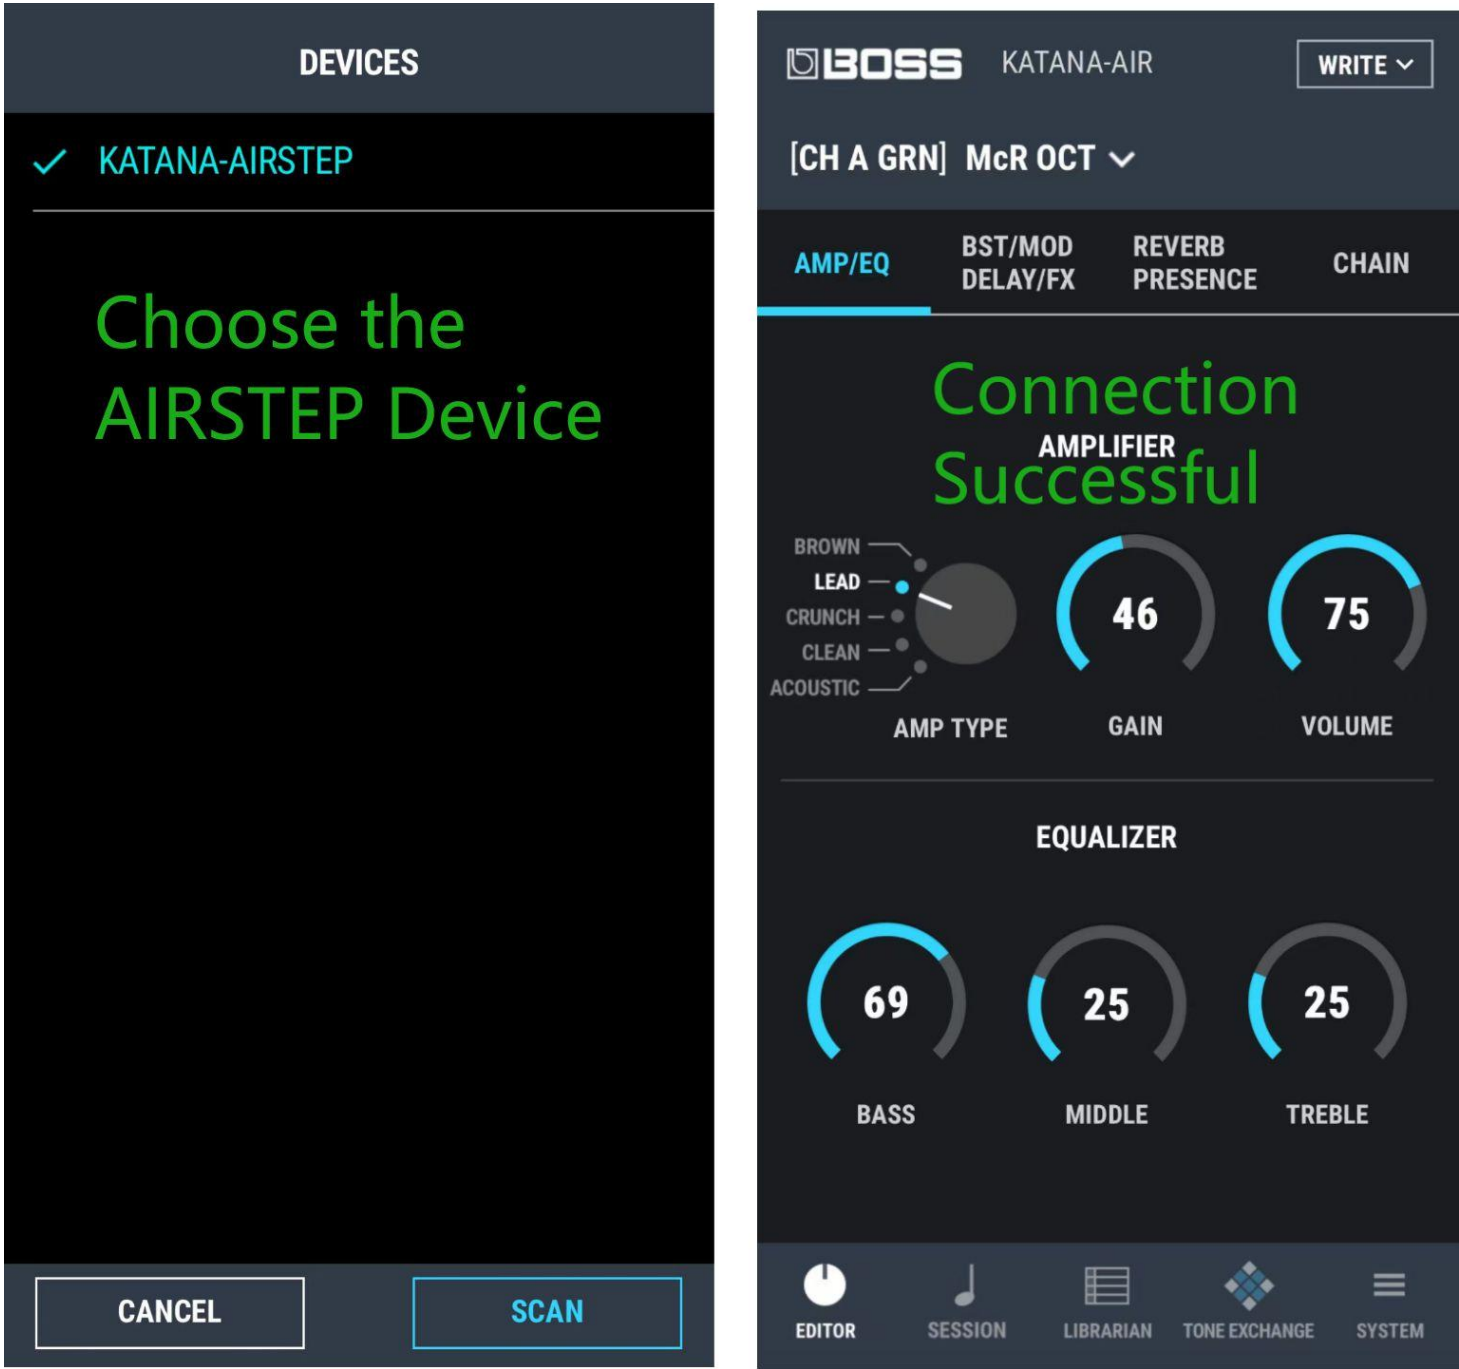 DEVICES
KATANA-AIRSTEP
Choose the
AIRSTEP Device
CANCEL
SCAN
BOSS
KATANA-AIR
WRITE
[CH A GRN] McR OCT
AMP/EQ
BST/MOD
DELAY/FX
REVERB
PRESENCE
CHAIN
Connection
AMPLIFIER
Successful
BROWN
LEAD
CRUNCH
CLEAN
ACOUSTIC
AMP TYPE
46
GAIN
75
VOLUME
EQUALIZER
69
BASS
25
MIDDLE
25
TREBLE
EDITOR
SESSION
LIBRARIAN
TONE EXCHANGE
SYSTEM